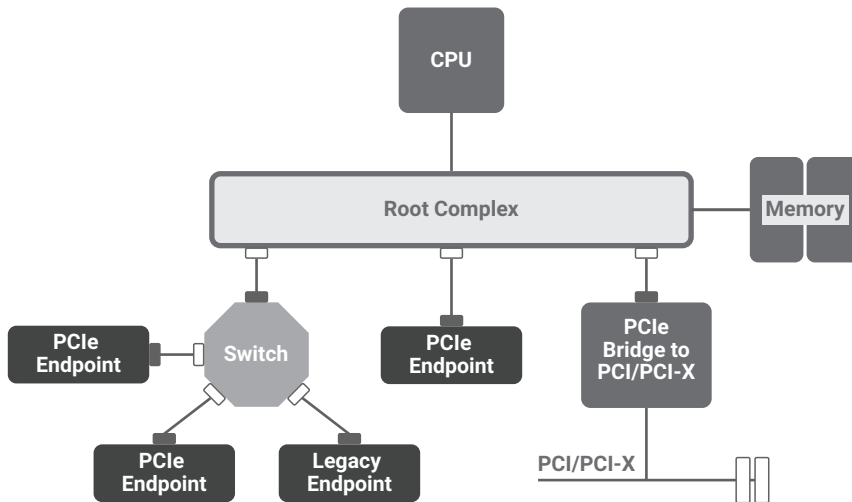 CPU
Root Complex
Memory
PCIe
Endpoint
Switch
PCIe
Endpoint
PCIe
Bridge to
PCI/PCI-X
PCIe
Endpoint
Legacy
Endpoint
PCI/PCI-X